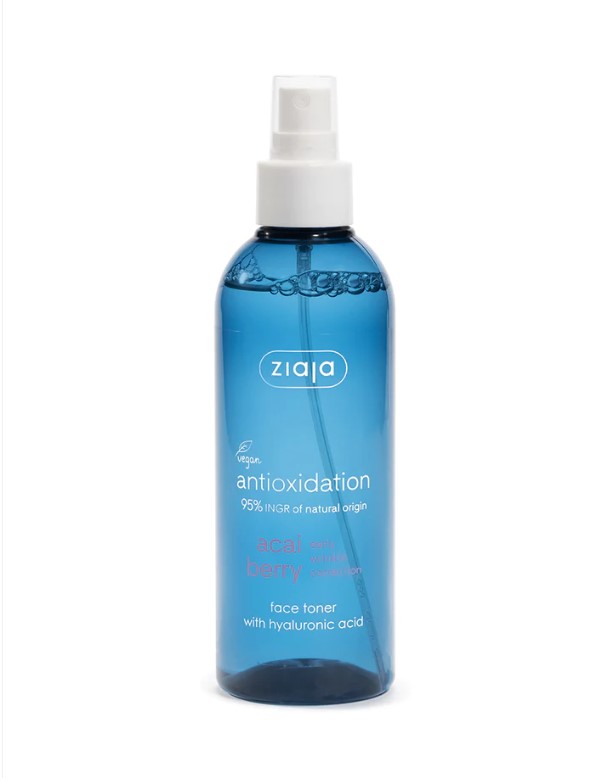 ziaja
vegan
antioxidation
95% INGR of natural origin
acai
berry
face toner
with hyaluronic acid